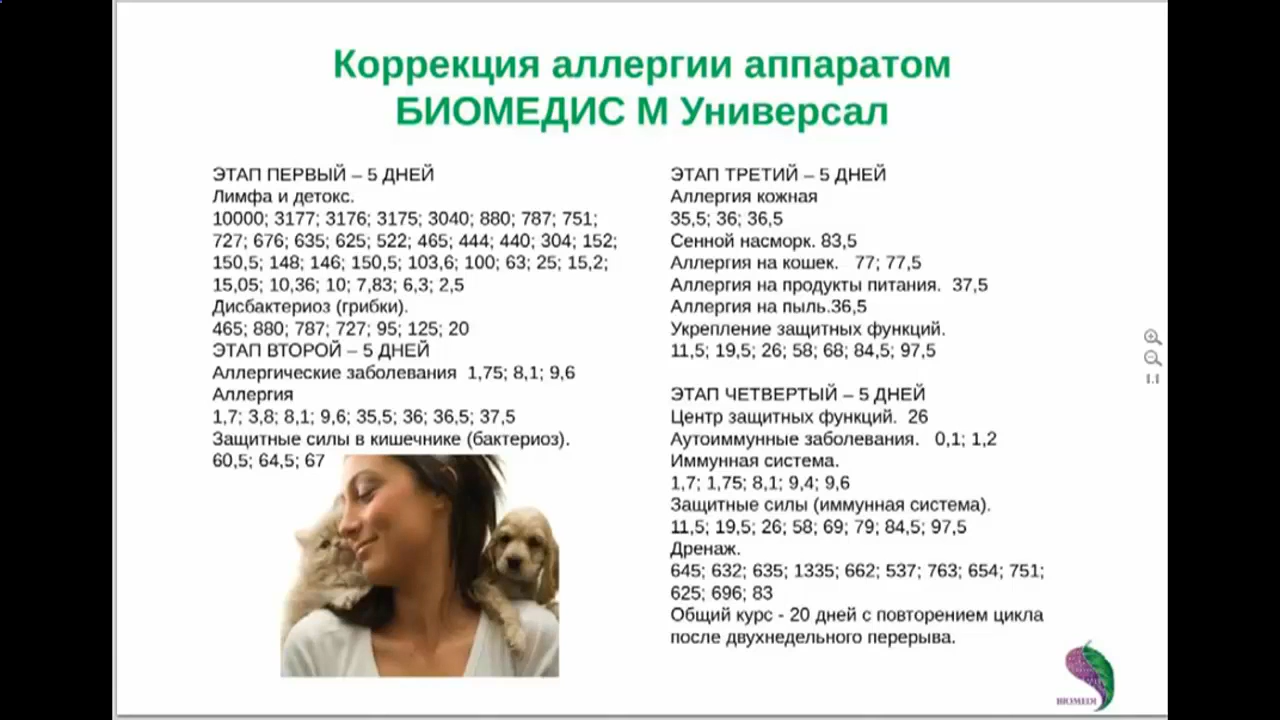 Коррекция аллергии аппаратом
БИОМЕДИС М Универсал
ЭТАП ПЕРВЫЙ – 5 ДНЕЙ
Лимфа и детокс.
10000; 3177; 3176; 3175; 3040; 880; 787; 751;
727; 676; 635; 625; 522; 465; 444; 440; 304; 152;
150,5; 148; 146; 150,5; 103,6; 100; 63; 25; 15,2;
15,05; 10,36; 10; 7,83; 6,3; 2,5
Дисбактериоз (грибки).
465; 880; 787; 727; 95; 125; 20
ЭТАП ВТОРОЙ – 5 ДНЕЙ
Аллергические заболевания 1,75; 8,1; 9,6
Аллергия
1,7; 3,8; 8,1; 9,6; 35,5; 36; 36,5; 37,5
Защитные силы в кишечнике (бактериоз).
60,5; 64,5; 67
ЭТАП ТРЕТИЙ – 5 ДНЕЙ
Аллергия кожная
35,5; 36; 36,5
Сенной насморк. 83,5
Аллергия на кошек. 77; 77,5
Аллергия на продукты питания. 37,5
Аллергия на пыль.36,5
Укрепление защитных функций.
11,5; 19,5; 26; 58; 68; 84,5; 97,5
ЭТАП ЧЕТВЕРТЫЙ – 5 ДНЕЙ
Центр защитных функций. 26
Аутоиммунные заболевания. 0,1; 1,2
Иммунная система.
1,7; 1,75; 8,1; 9,4; 9,6
Защитные силы (иммунная система).
11,5; 19,5; 26; 58; 69; 79; 84,5; 97,5
Дренаж.
645; 632; 635; 1335; 662; 537; 763; 654; 751;
625; 696; 83
Общий курс - 20 дней с повторением цикла
после двухнедельного перерыва.
1:1